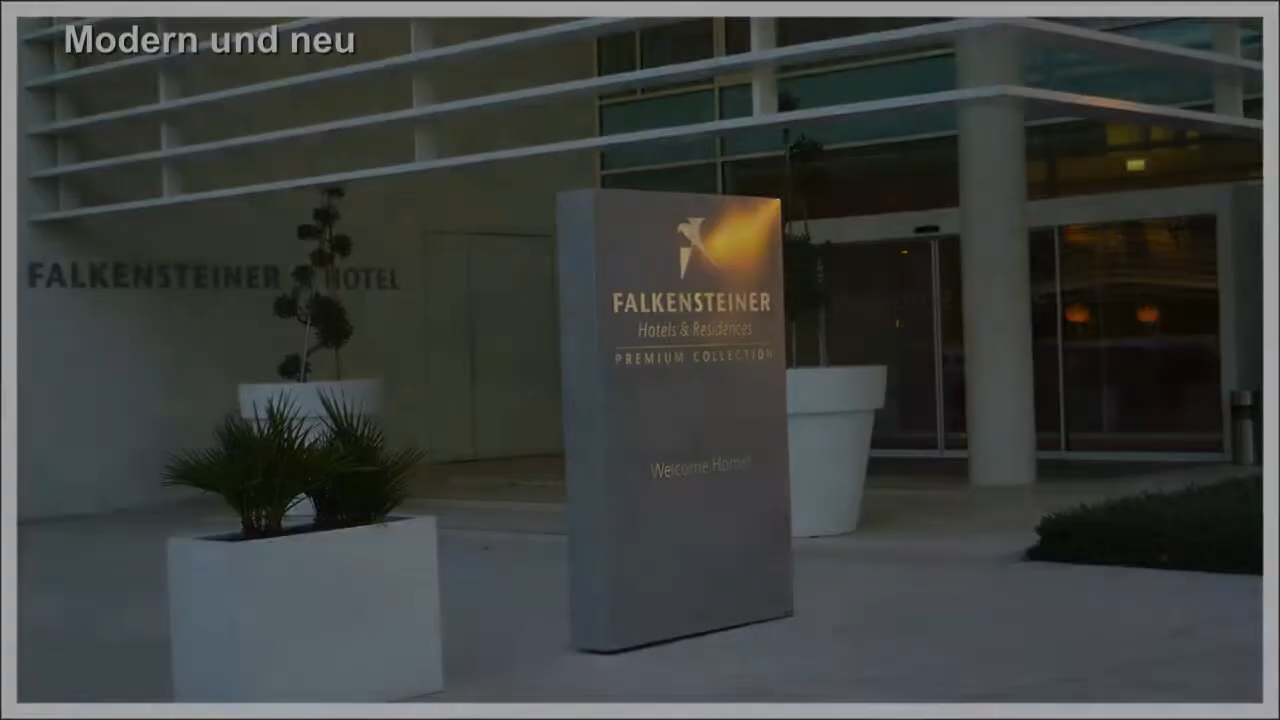 Modern und neu
FALKENSTEINER HOTEL
FALKENSTEINER
Hotels & Residences
PREMIUM COLLECTION
Welcome Home!